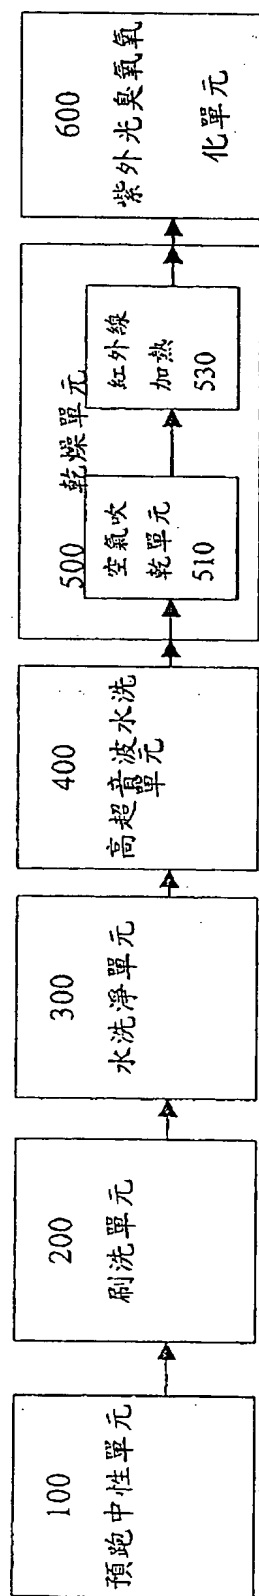 100
預跑中性單元
200
刷洗單元
300
水洗淨單元
400
高超音波水洗
單元
500
乾燥單元
空氣吹
乾單元
510
紅外線
加熱
530
600
紫外光臭氧氧
化單元